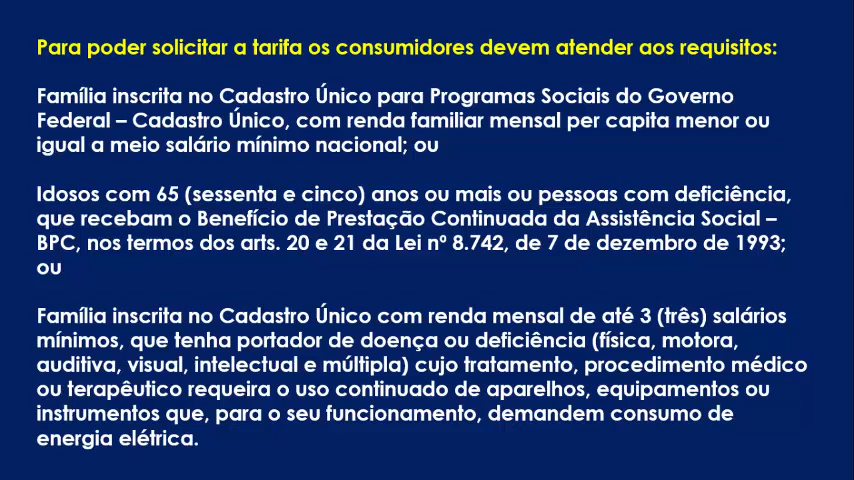 Para poder solicitar a tarifa os consumidores devem atender aos requisitos:
Família inscrita no Cadastro Único para Programas Sociais do Governo
Federal – Cadastro Único, com renda familiar mensal per capita menor ou
igual a meio salário mínimo nacional; ou
Idosos com 65 (sessenta e cinco) anos ou mais ou pessoas com deficiência,
que recebam o Benefício de Prestação Continuada da Assistência Social –
BPC, nos termos dos arts. 20 e 21 da Lei nº 8.742, de 7 de dezembro de 1993;
ou
Família inscrita no Cadastro Único com renda mensal de até 3 (três) salários
mínimos, que tenha portador de doença ou deficiência (física, motora,
auditiva, visual, intelectual e múltipla) cujo tratamento, procedimento médico
ou terapêutico requeira o uso continuado de aparelhos, equipamentos ou
instrumentos que, para o seu funcionamento, demandem consumo de
energia elétrica.